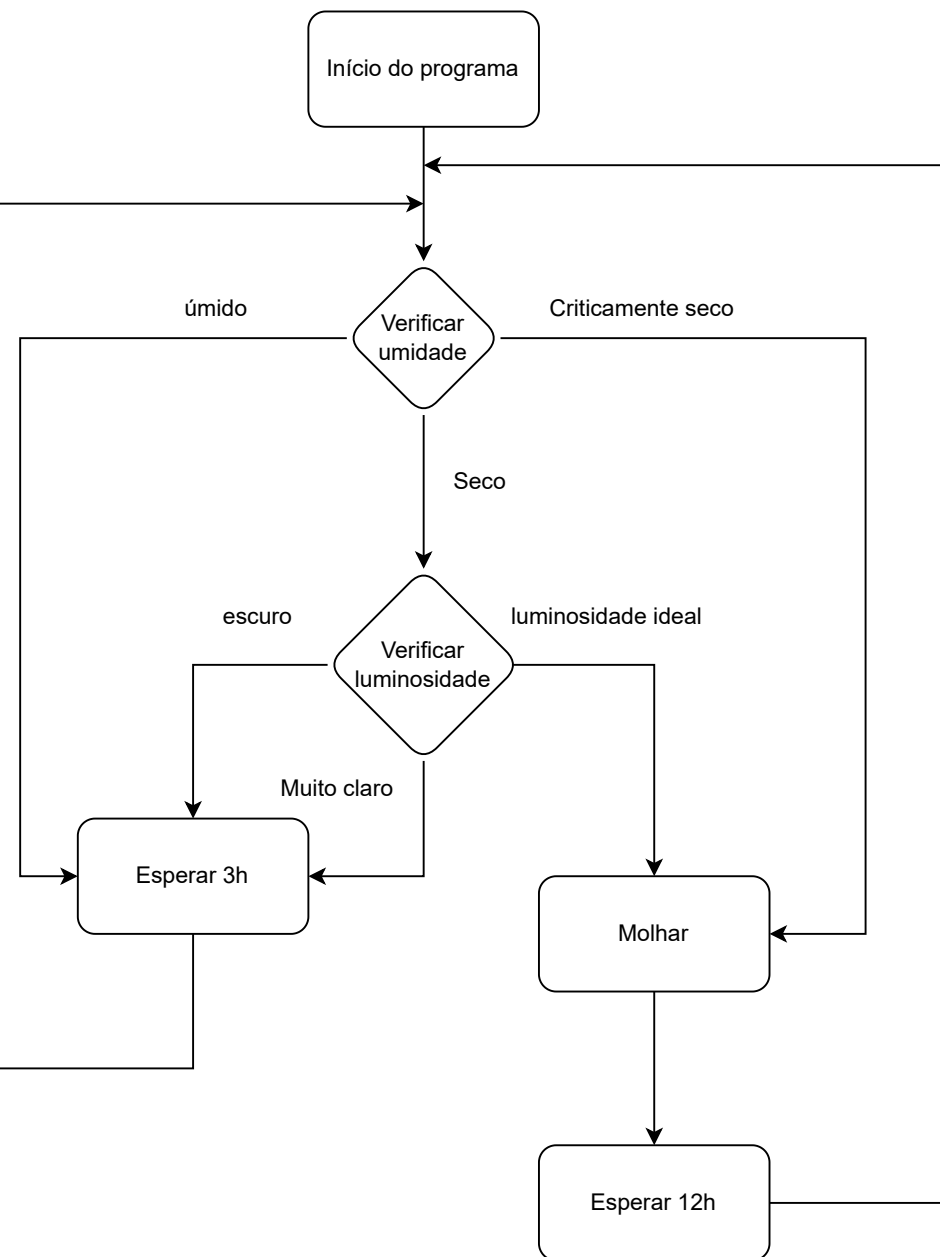 Início do programa
úmido
Criticamente seco
Verificar
umidade
Seco
escuro
luminosidade ideal
Verificar
luminosidade
Muito claro
Esperar 3h
Molhar
Esperar 12h